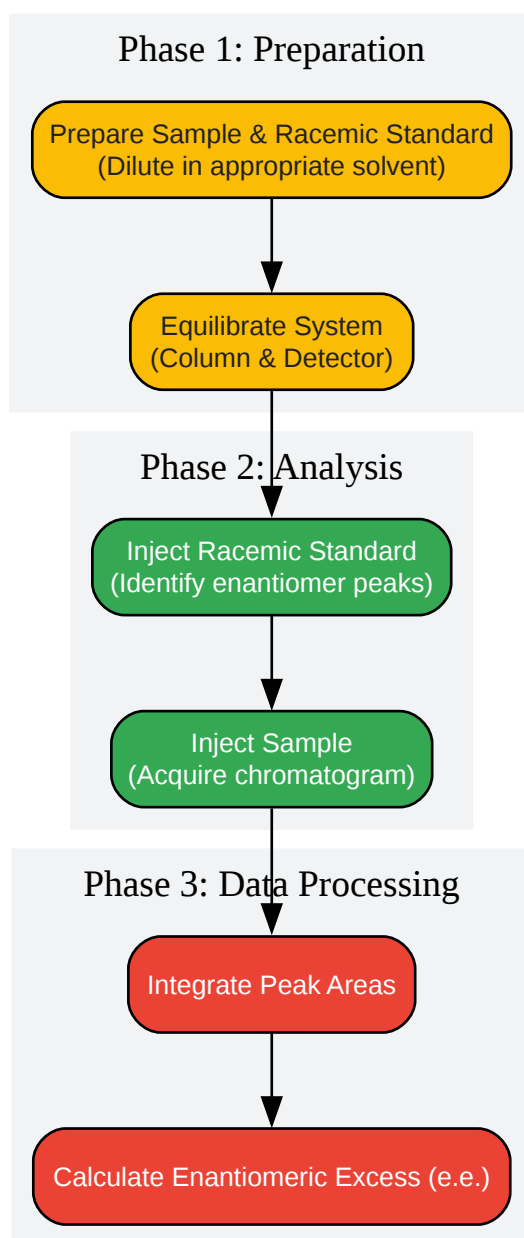 Phase 1: Preparation
Prepare Sample & Racemic Standard
(Dilute in appropriate solvent)
Equilibrate System
(Column & Detector)
Phase 2: Analysis
Inject Racemic Standard
(Identify enantiomer peaks)
Inject Sample
(Acquire chromatogram)
Phase 3: Data Processing
Integrate Peak Areas
Calculate Enantiomeric Excess (e.e.)